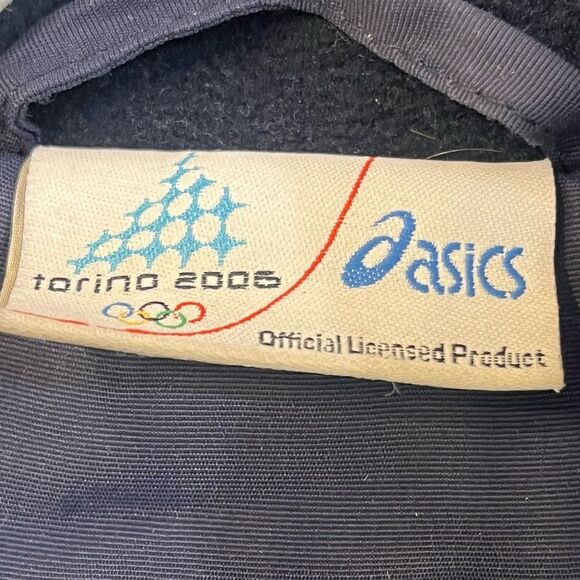 torino 2006
asics
Official Licensed Product